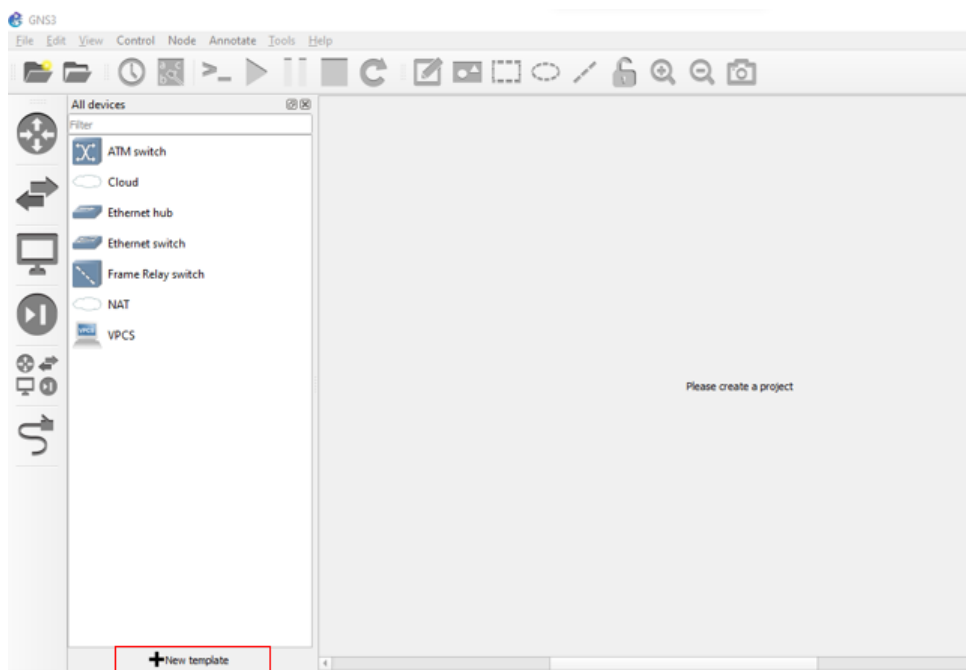 GNS3
File Edit View Control Node Annotate Tools Help
All devices
Filter
ATM switch
Cloud
Ethernet hub
Ethernet switch
Frame Relay switch
NAT
VPCS
Please create a project
New template